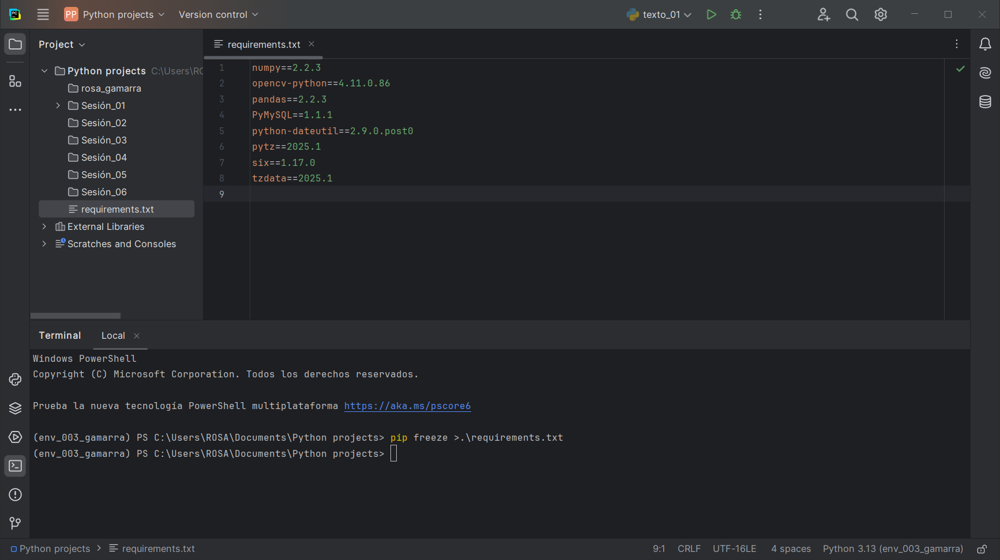 PC
PP Python projects
Version control
texto_01
Project
requirements.txt
Python projects C:\Users\RO
rosa_gamarra
Sesión_01
Sesión_02
Sesión_03
Sesión_04
Sesión_05
Sesión_06
requirements.txt
External Libraries
Scratches and Consoles
1 numpy==2.2.3
2 opencv-python==4.11.0.86
3 pandas==2.2.3
4 PyMySQL==1.1.1
5 python-dateutil==2.9.0.post0
6 pytz==2025.1
7 six==1.17.0
8 tzdata==2025.1
9
Terminal
Local
Windows PowerShell
Copyright (C) Microsoft Corporation. Todos los derechos reservados.
Prueba la nueva tecnología PowerShell multiplataforma https://aka.ms/pscore6
(env_003_gamarra) PS C:\Users\ROSA\Documents\Python projects> pip freeze >.\requirements.txt
(env_003_gamarra) PS C:\Users\ROSA\Documents\Python projects>
Python projects > requirements.txt
9:1 CRLF UTF-16LE 4 spaces Python 3.13 (env_003_gamarra)